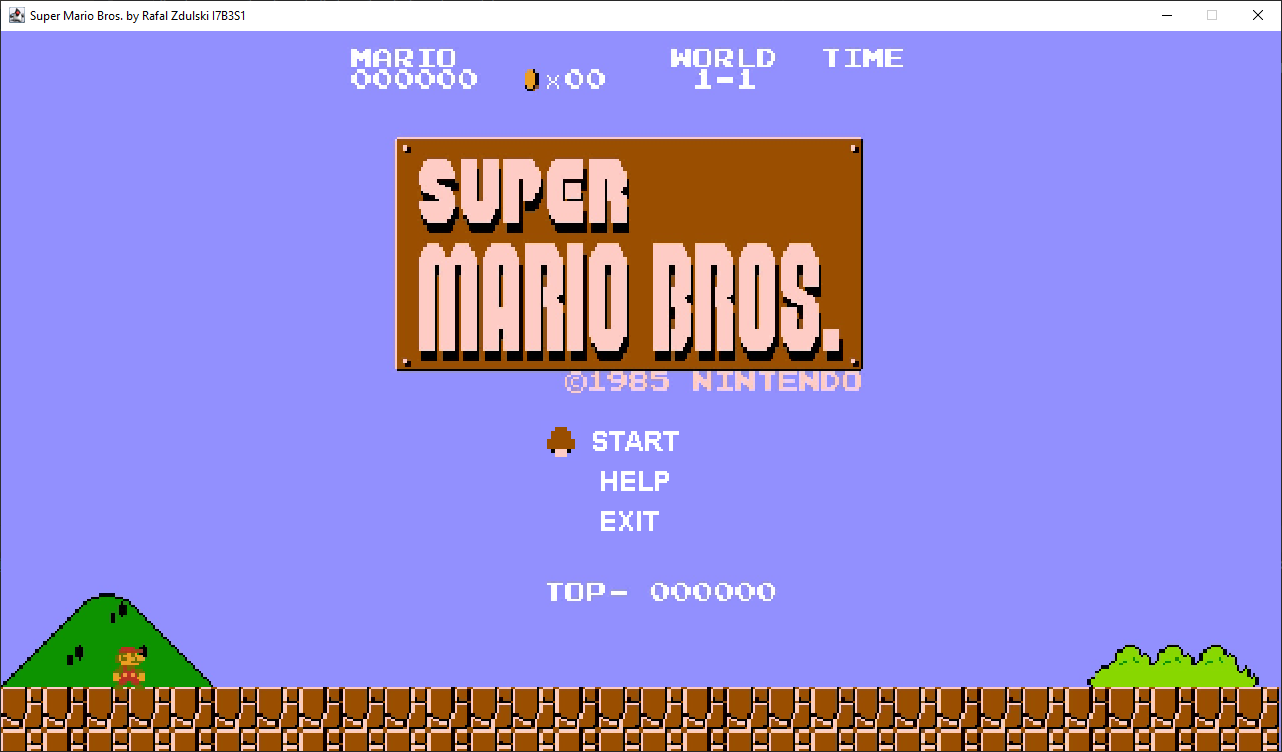 Super Mario Bros. by Rafal Zdulski I7B3S1
MARIO WORLD TIME
000000 x00 1-1
SUPER
MARIO BROS.
©1985 NINTENDO
START
HELP
EXIT
TOP- 000000